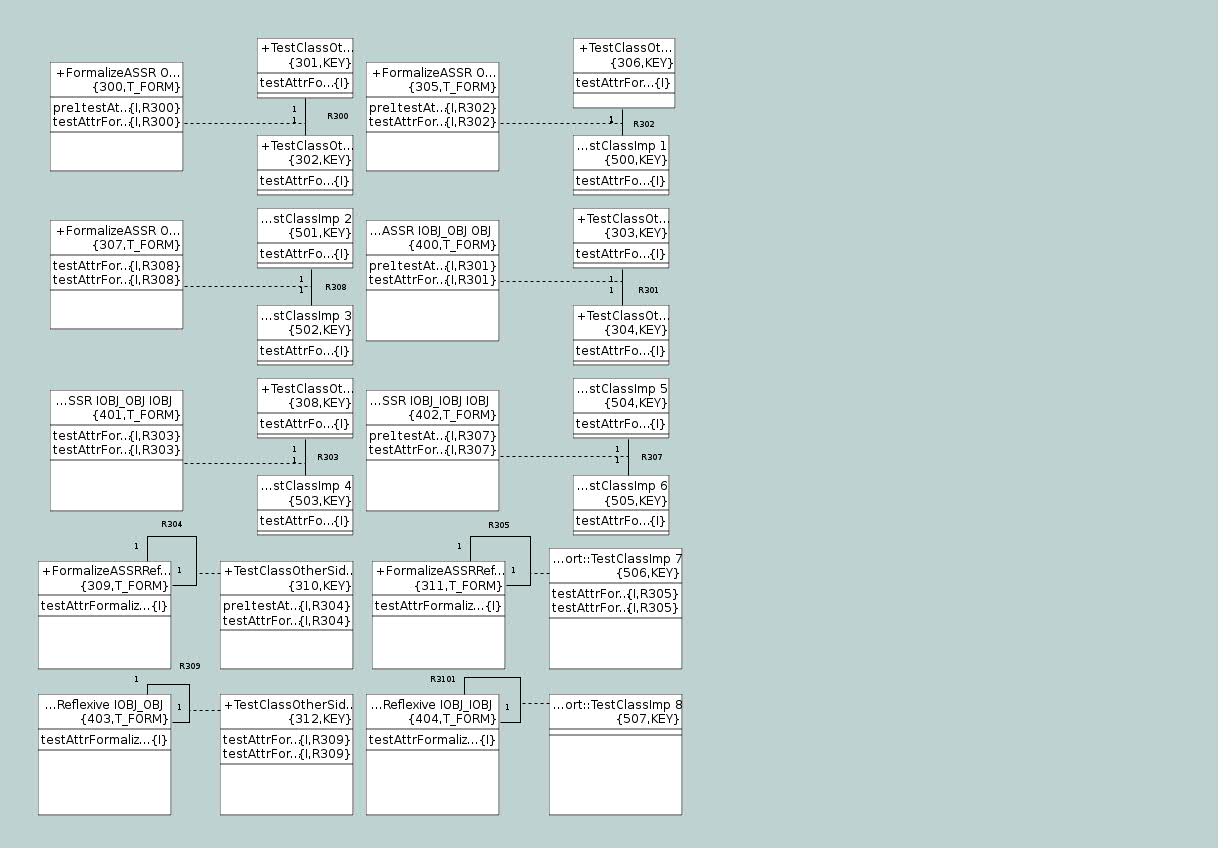 +FormalizeASSR O...
{300,T_FORM}
pre1testAt..{I,R300}
testAttrFor..{I,R300}
+TestClassOt...
{301,KEY}
testAttrFo...{I}
1
1
R300
+TestClassOt...
{302,KEY}
testAttrFo...{I}
+FormalizeASSR O...
{305,T_FORM}
pre1testAt..{I,R302}
testAttrFor..{I,R302}
+TestClassOt...
{306,KEY}
testAttrFo...{I}
1
R302
...stClassImp 1
{500,KEY}
testAttrFo...{I}
+FormalizeASSR O...
{307,T_FORM}
testAttrFor..{I,R308}
testAttrFor..{I,R308}
...stClassImp 2
{501,KEY}
testAttrFo...{I}
1
1
R308
...stClassImp 3
{502,KEY}
testAttrFo...{I}
...ASSR IOBJ_OBJ OBJ
{400,T_FORM}
pre1testAt..{I,R301}
testAttrFor..{I,R301}
+TestClassOt...
{303,KEY}
testAttrFo...{I}
1
1
R301
+TestClassOt...
{304,KEY}
testAttrFo...{I}
...SSR IOBJ_OBJ IOBJ
{401,T_FORM}
testAttrFor..{I,R303}
testAttrFor..{I,R303}
+TestClassOt...
{308,KEY}
testAttrFo...{I}
1
1
R303
...stClassImp 4
{503,KEY}
testAttrFo...{I}
...SSR IOBJ_IOBJ IOBJ
{402,T_FORM}
pre1testAt..{I,R307}
testAttrFor..{I,R307}
...stClassImp 5
{504,KEY}
testAttrFo...{I}
1
1
R307
...stClassImp 6
{505,KEY}
testAttrFo...{I}
R304
1
1
+FormalizeASSRRef...
{309,T_FORM}
testAttrFormaliz...{I}
+TestClassOtherSid..
{310,KEY}
pre1testAt..{I,R304}
testAttrFor..{I,R304}
R305
1
1
+FormalizeASSRRef...
{311,T_FORM}
testAttrFormaliz...{I}
...ort::TestClassImp 7
{506,KEY}
testAttrFor..{I,R305}
testAttrFor..{I,R305}
R309
1
1
...Reflexive IOBJ_OBJ
{403,T_FORM}
testAttrFormaliz...{I}
+TestClassOtherSid..
{312,KEY}
testAttrFor..{I,R309}
testAttrFor..{I,R309}
R3101
1
...Reflexive IOBJ_IOBJ
{404,T_FORM}
testAttrFormaliz...{I}
...ort::TestClassImp 8
{507,KEY}